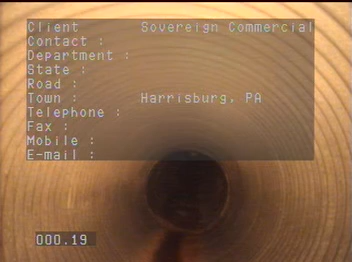 Client Sovereign Commercial
Contact :
Department :
State :
Road :
Town : Harrisburg, PA
Telephone :
Fax :
Mobile :
E-mail :
000.19